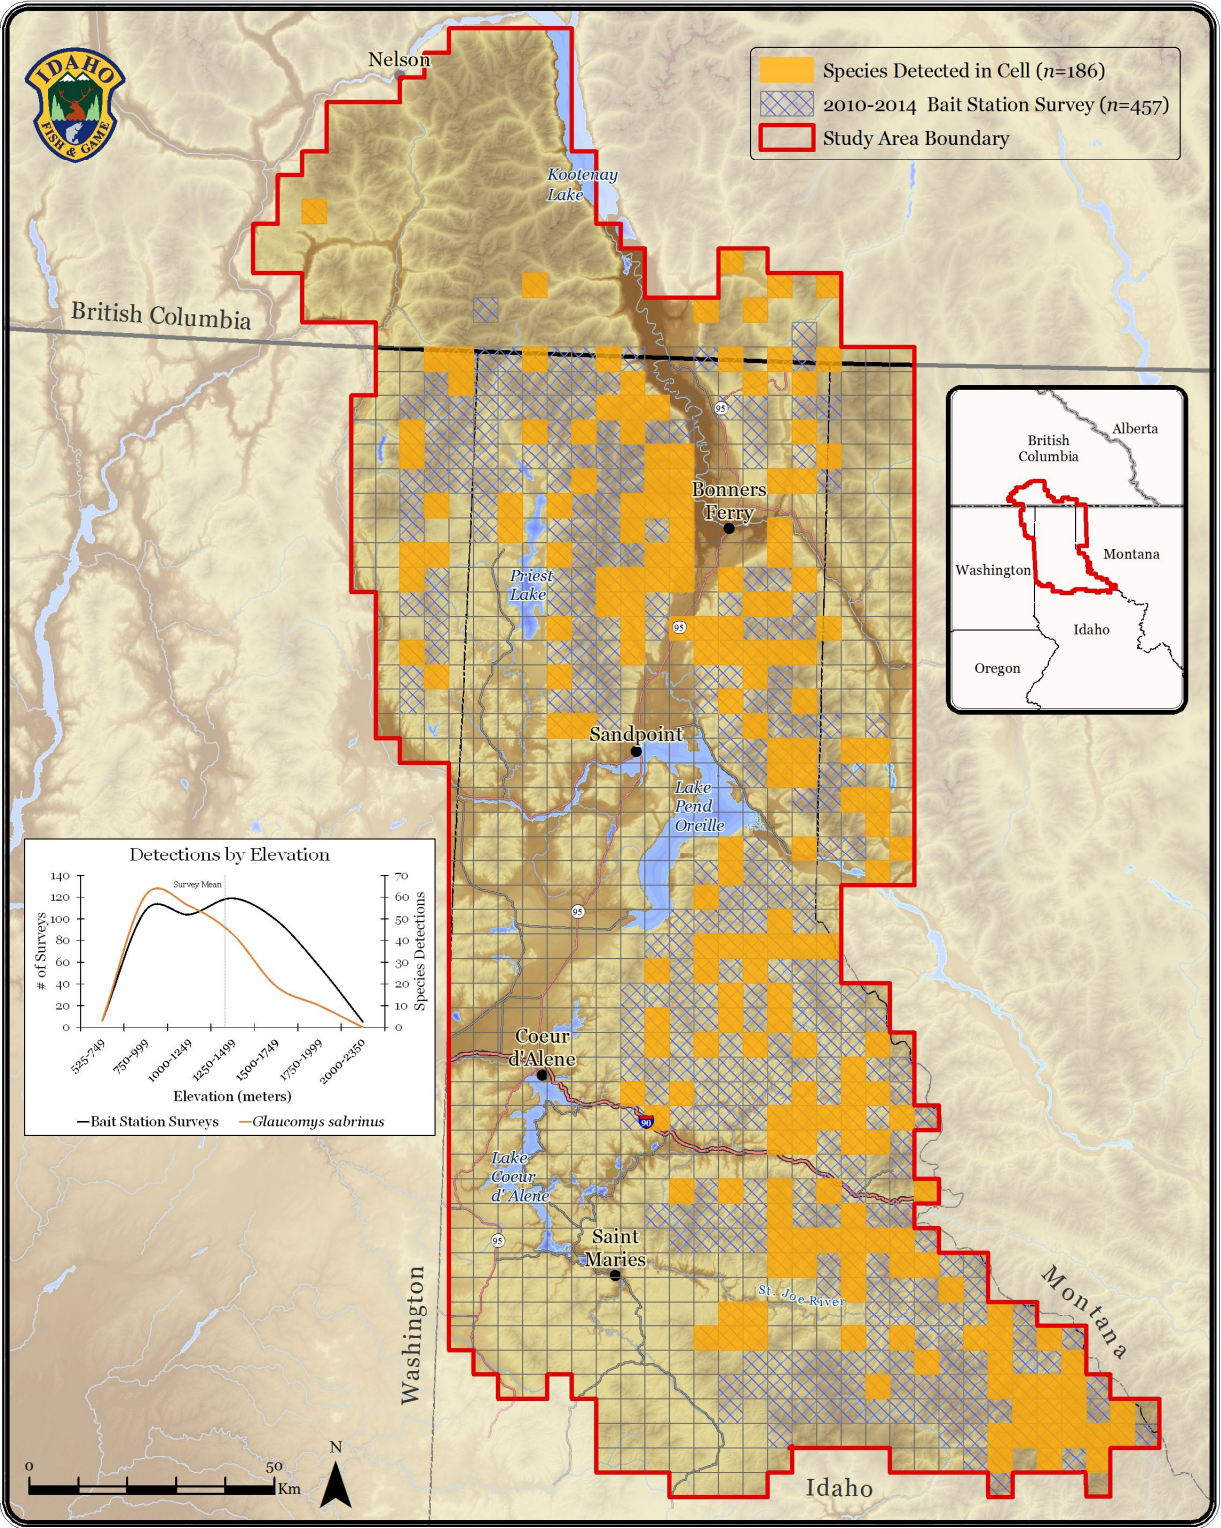 IDAHO
FISH & GAME
Nelson
Species Detected in Cell (n=186)
2010-2014 Bait Station Survey (n=457)
Study Area Boundary
Kootenay
Lake
British Columbia
95
Bonners
Ferry
Priest
Lake
95
Sandpoint
Lake
Pend
Oreille
95
Coeur
d'Alene
90
Lake
Coeur
d' Alene
95
Saint
Maries
St. Joe River
Washington
Montana
Idaho
Alberta
British
Columbia
Washington
Montana
Idaho
Oregon
Detections by Elevation
Survey Mean
# of Surveys
140
120
100
80
60
40
20
0
Species Detections
70
60
50
40
30
20
10
0
525-749
750-999
1000-1249
1250-1499
1500-1749
1750-1999
2000-2350
Elevation (meters)
Bait Station Surveys
Glaucomys sabrinus
0
50
Km
N